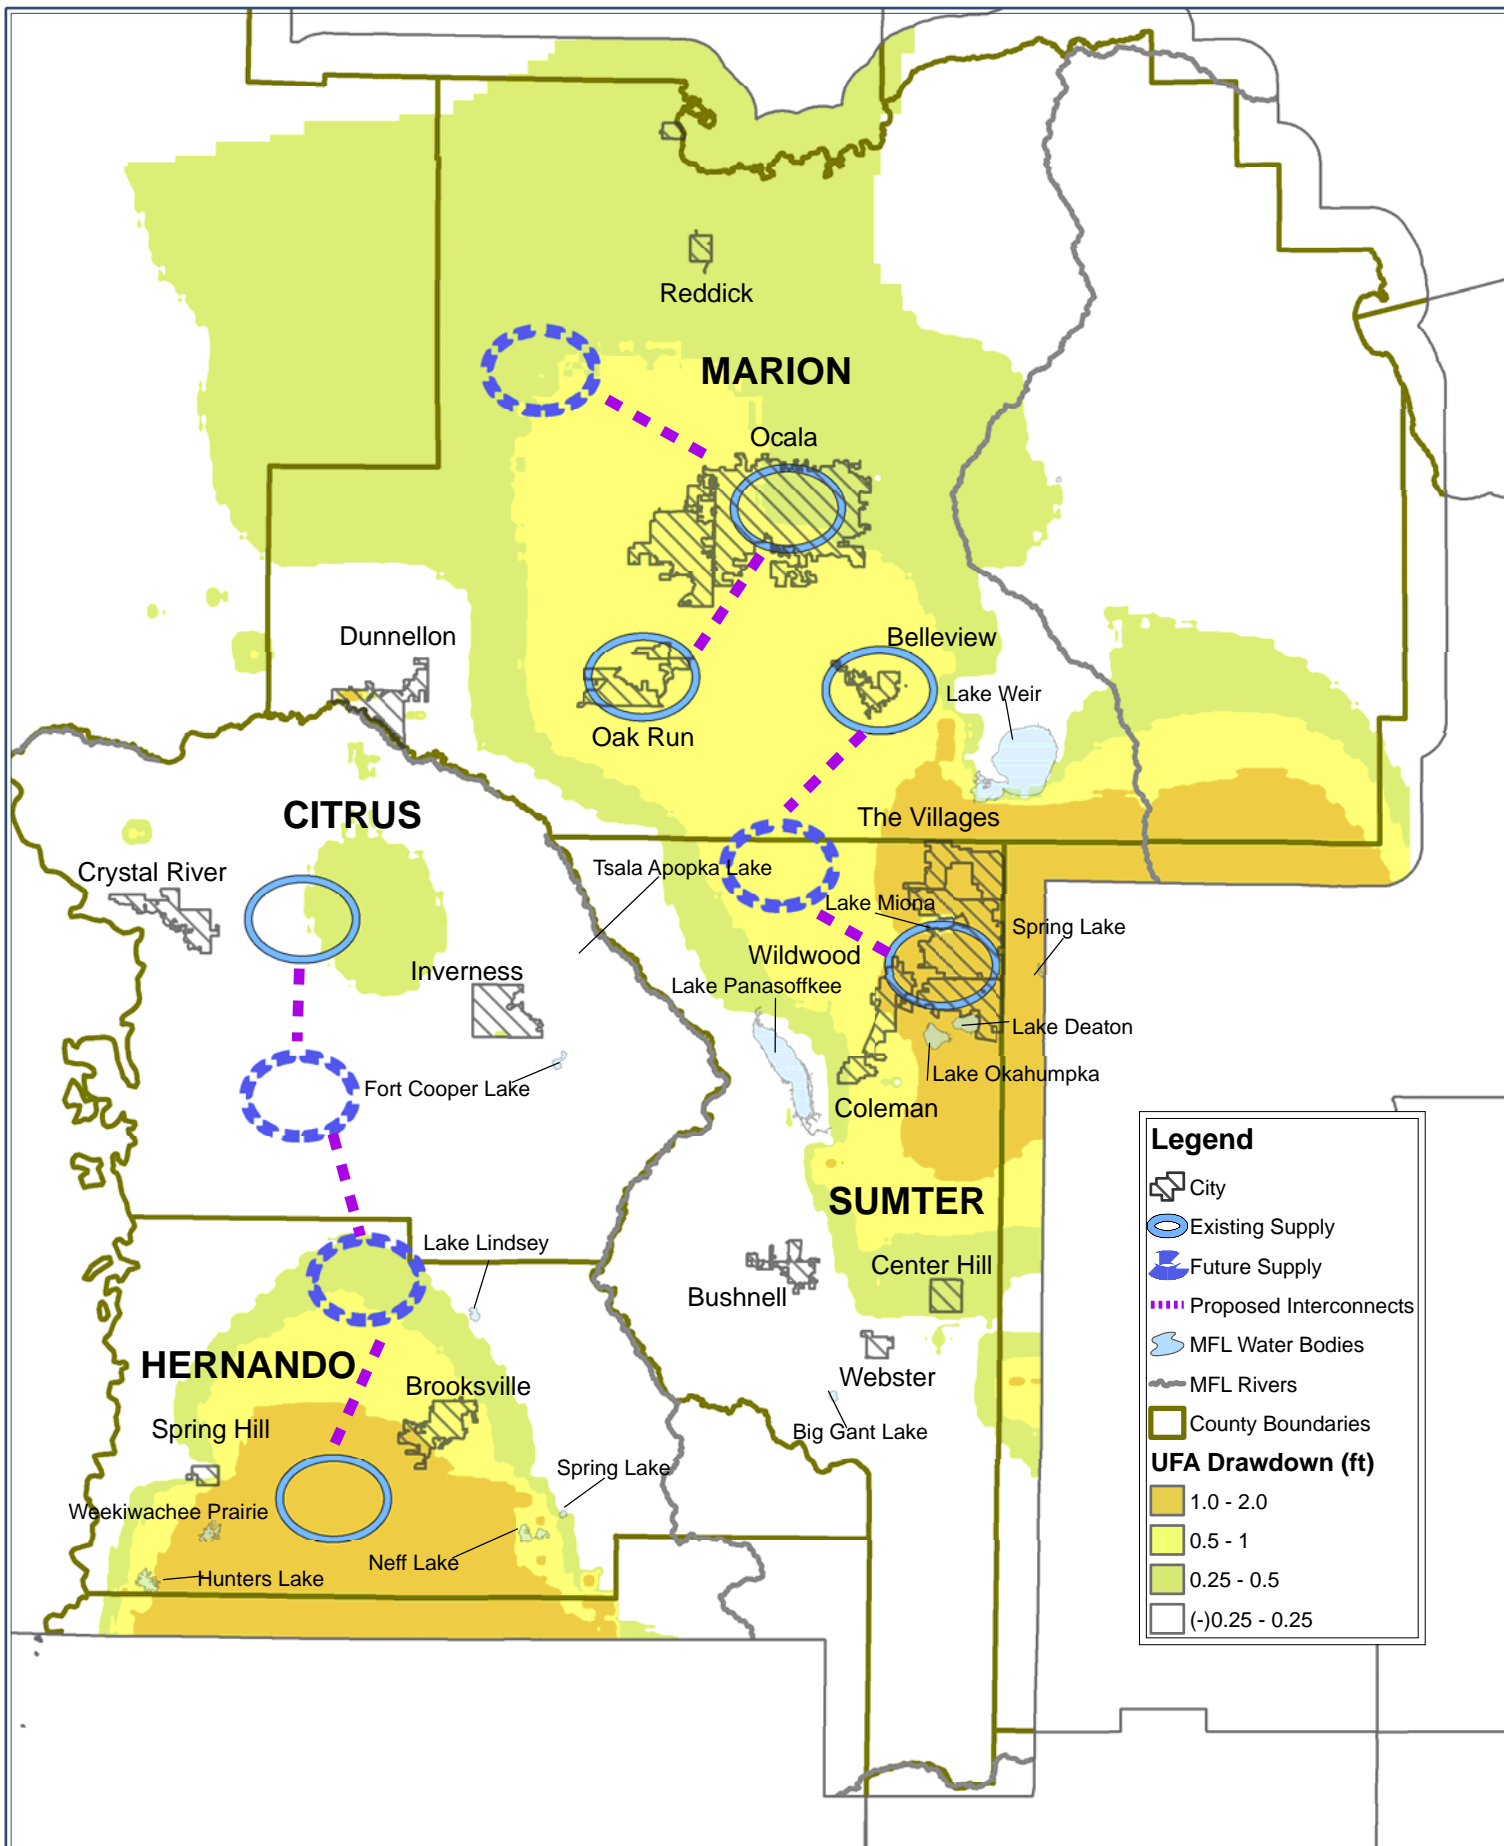 Reddick
MARION
Ocala
Dunnellon
Belleview
Lake Weir
Oak Run
CITRUS
The Villages
Crystal River
Tsala Apopka Lake
Lake Miona
Spring Lake
Wildwood
Inverness
Lake Panasoffkee
Lake Deaton
Lake Okahumpka
Fort Cooper Lake
Coleman
SUMTER
Lake Lindsey
Center Hill
Bushnell
HERNANDO
Brooksville
Webster
Spring Hill
Big Gant Lake
Spring Lake
Weekiwachee Prairie
Neff Lake
Hunters Lake
Legend
City
Existing Supply
Future Supply
Proposed Interconnects
MFL Water Bodies
MFL Rivers
County Boundaries
UFA Drawdown (ft)
1.0 - 2.0
0.5 - 1
0.25 - 0.5
(-)0.25 - 0.25